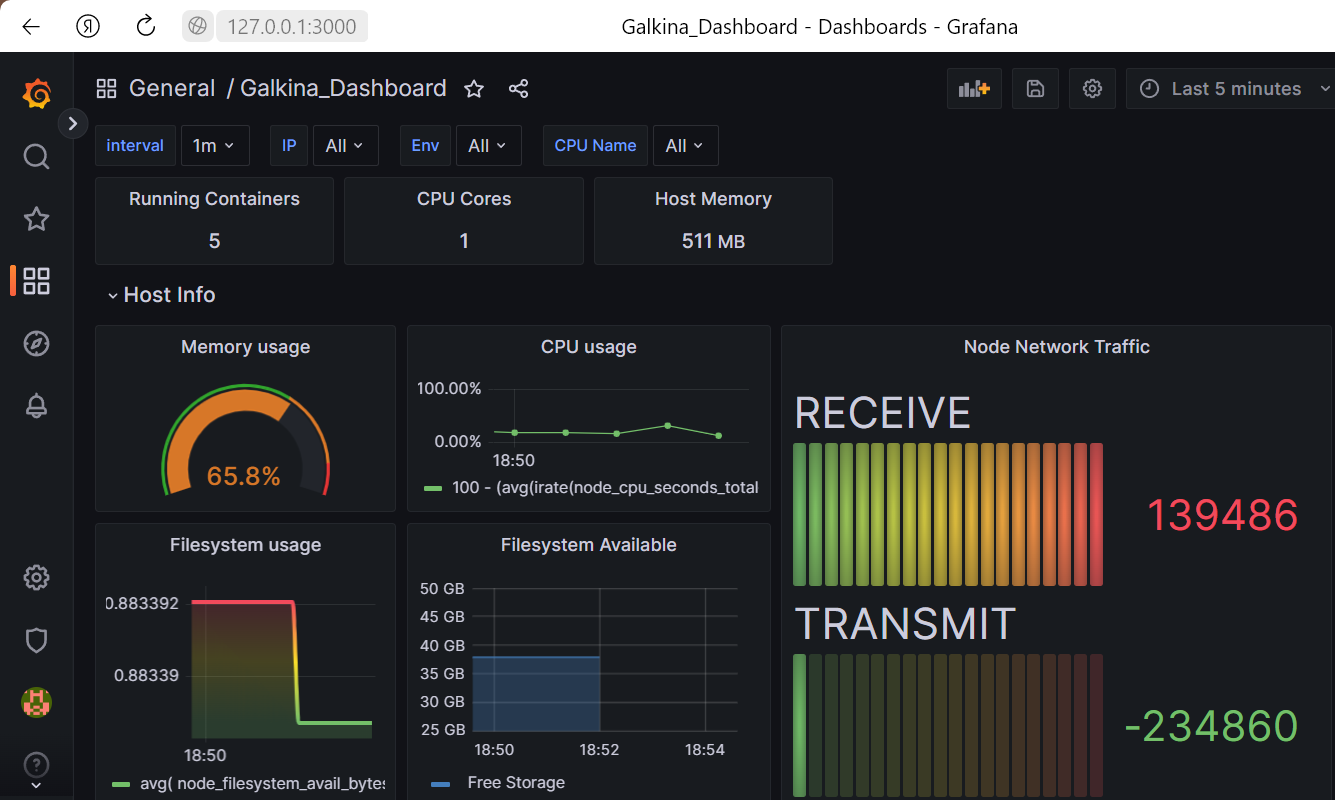 127.0.0.1:3000
Galkina_Dashboard - Dashboards - Grafana
General / Galkina_Dashboard
Last 5 minutes
interval 1m IP All Env All CPU Name All
Running Containers
5
CPU Cores
1
Host Memory
511 MB
Host Info
Memory usage
65.8%
CPU usage
100.00%
0.00%
18:50
100 - (avg(irate(node_cpu_seconds_total
Node Network Traffic
RECEIVE
139486
TRANSMIT
-234860
Filesystem usage
0.883392
0.88339
18:50
avg( node_filesystem_avail_bytes
Filesystem Available
50 GB
45 GB
40 GB
35 GB
30 GB
25 GB
18:50 18:52 18:54
Free Storage